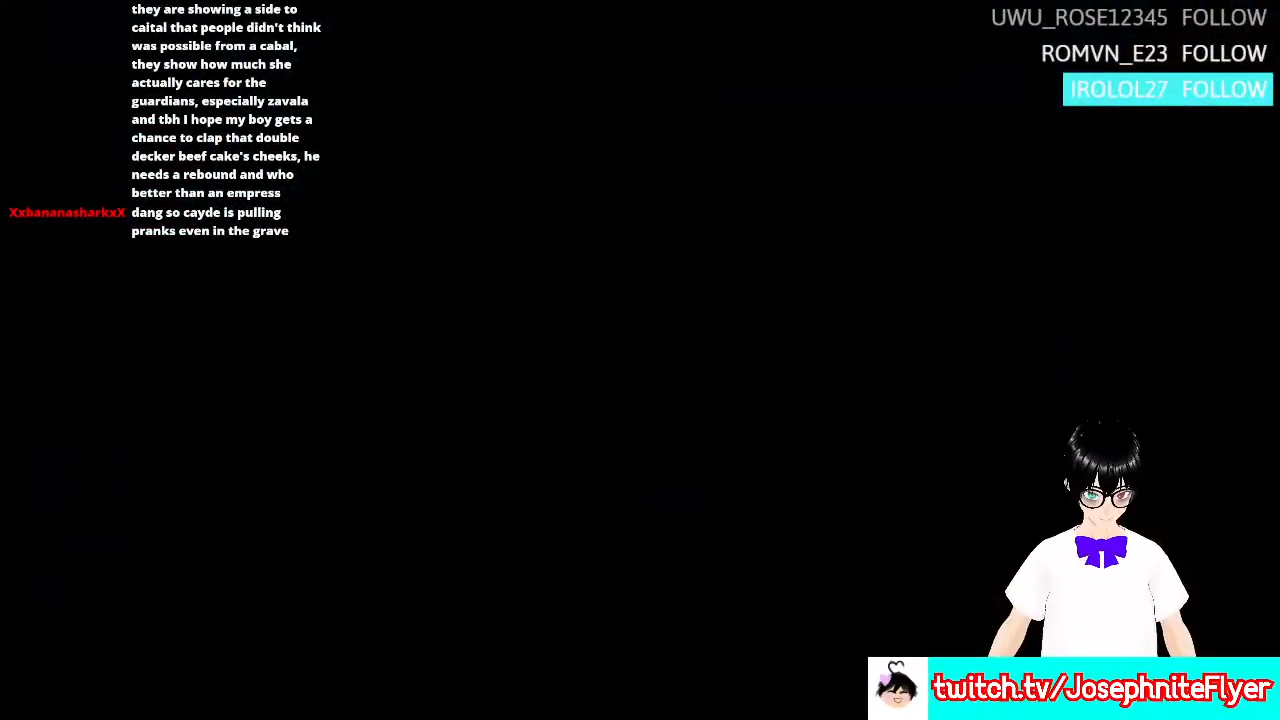 they are showing a side to
caital that people didn't think
was possible from a cabal,
they show how much she
actually cares for the
guardians, especially zavala
and tbh I hope my boy gets a
chance to clap that double
decker beef cake's cheeks, he
needs a rebound and who
better than an empress
XxbananasharkxX dang so cayde is pulling
pranks even in the grave
UWU_ROSE12345 FOLLOW
ROMVN_E23 FOLLOW
IROLOL27 FOLLOW
twitch.tv/JosephniteFlyer